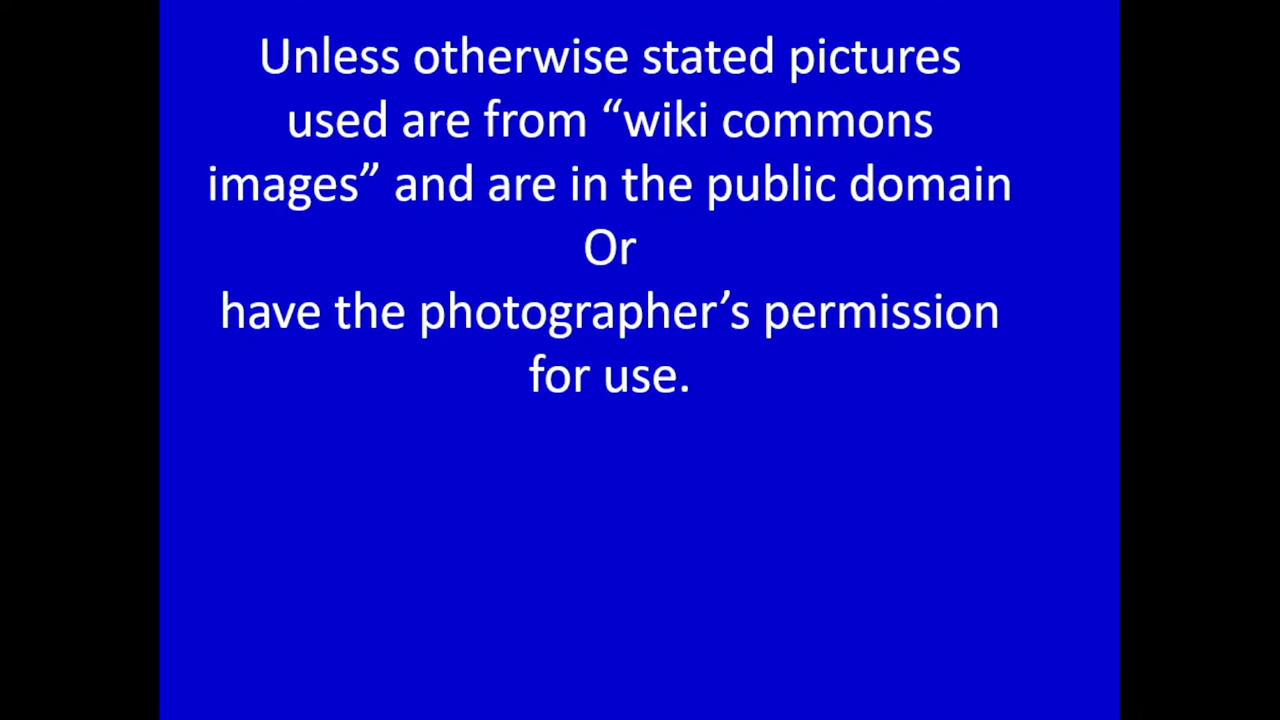 Unless otherwise stated pictures
used are from “wiki commons
images” and are in the public domain
Or
have the photographer’s permission
for use.